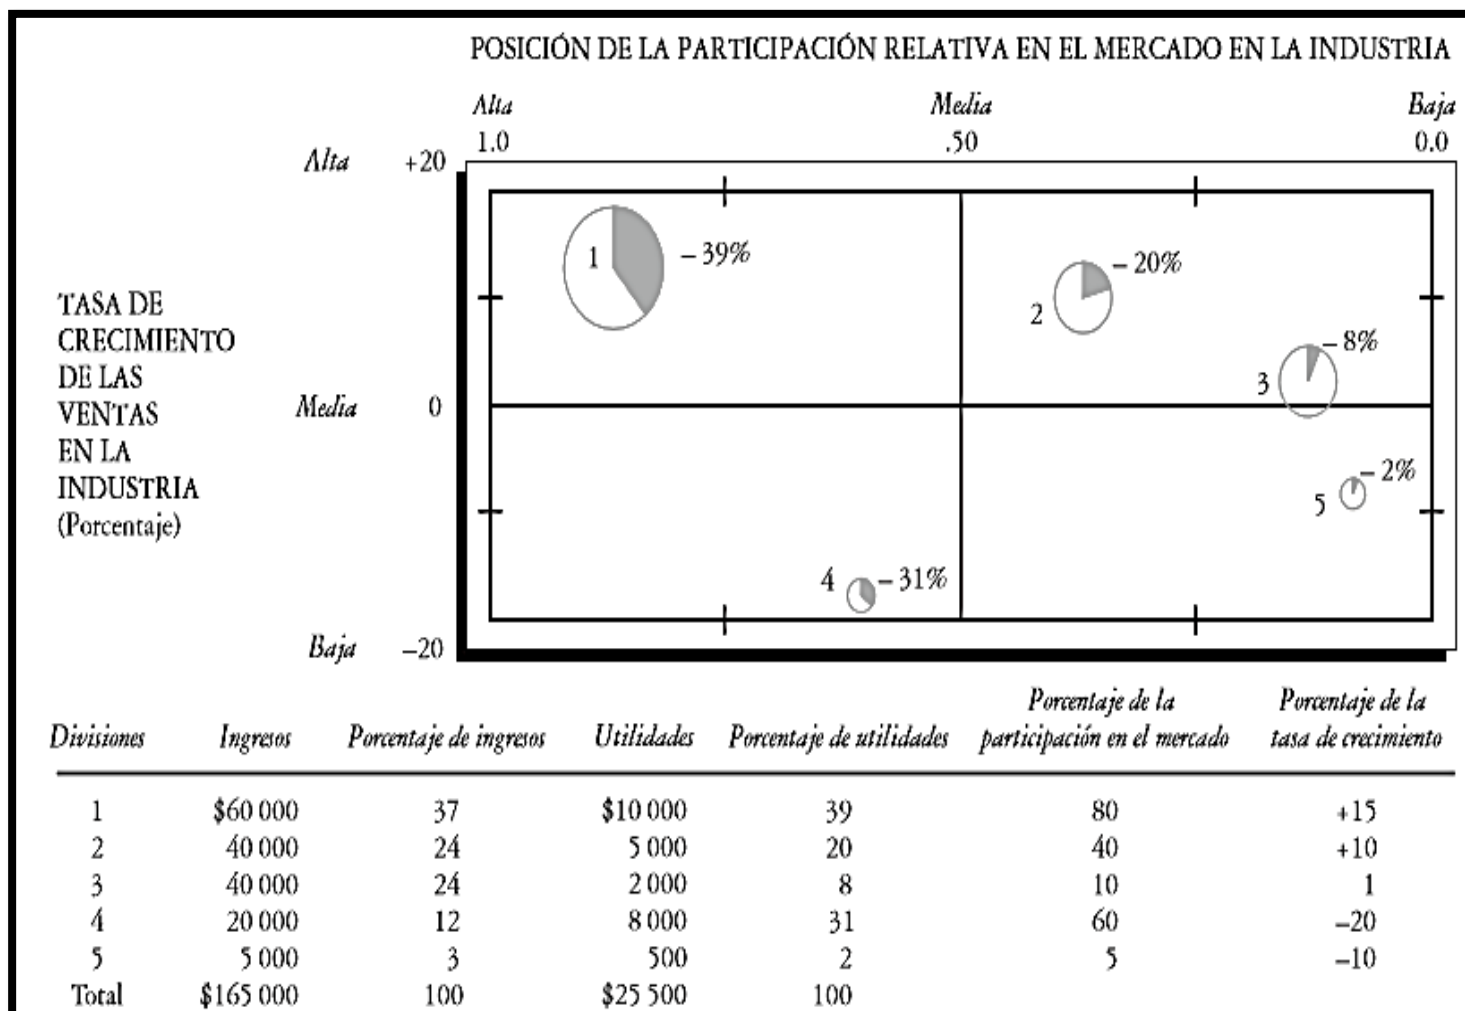 POSICIÓN DE LA PARTICIPACIÓN RELATIVA EN EL MERCADO EN LA INDUSTRIA
Alta Media Baja
1.0 .50 0.0
Alta +20
1 – 39%
2 – 20%
3 – 8%
TASA DE
CRECIMIENTO
DE LAS
VENTAS
EN LA
INDUSTRIA
(Porcentaje)
Media 0
5 – 2%
4 – 31%
Baja –20
Divisiones Ingresos Porcentaje de ingresos Utilidades Porcentaje de utilidades Porcentaje de la participación en el mercado Porcentaje de la tasa de crecimiento
1 $60 000 37 $10 000 39 80 +15
2 40 000 24 5 000 20 40 +10
3 40 000 24 2 000 8 10 1
4 20 000 12 8 000 31 60 –20
5 5 000 3 500 2 5 –10
Total $165 000 100 $25 500 100